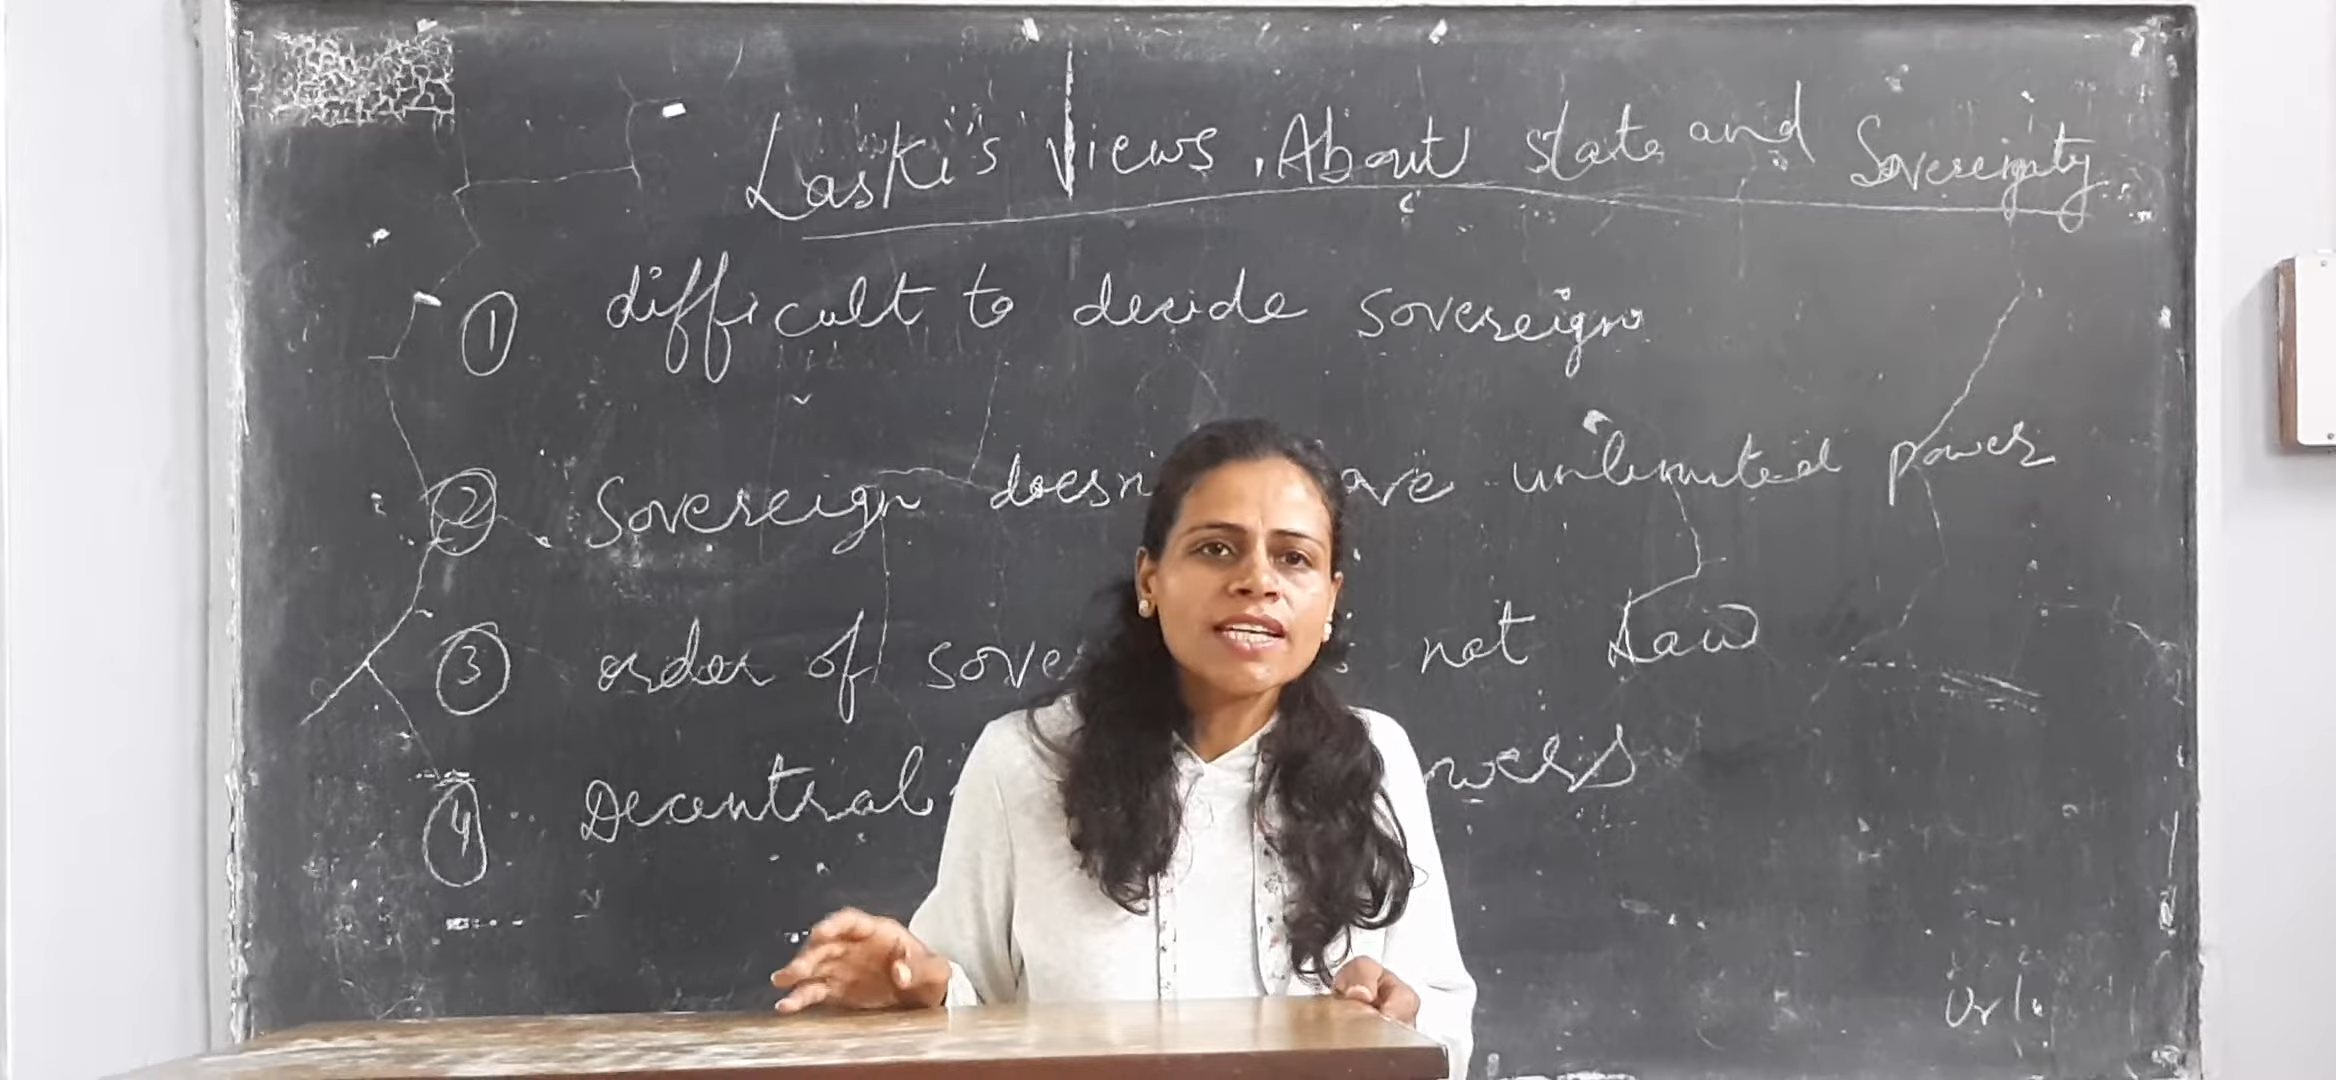 Laski's Views About state and Sovereignty
① difficult to decide sovereign
② Sovereign doesn ave unlimited power
③ order of sove s not Law
④ Decentral owers